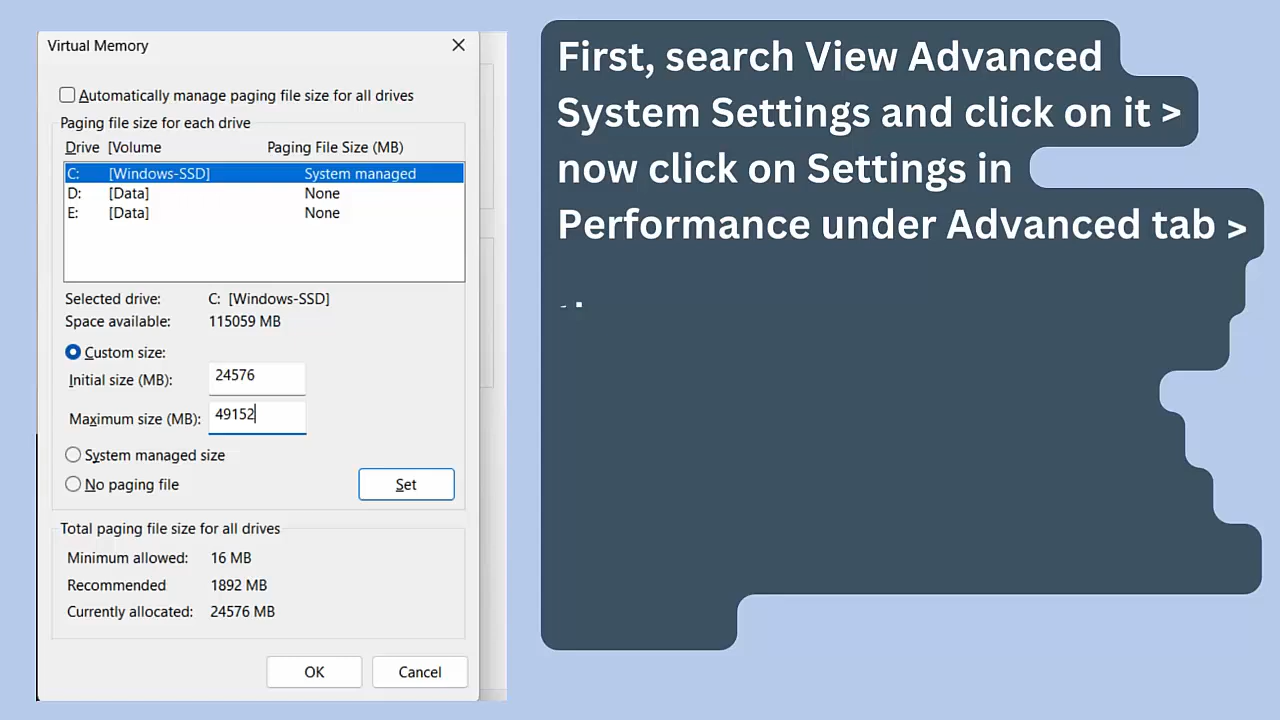 Virtual Memory
Automatically manage paging file size for all drives
Paging file size for each drive
Drive [Volume Paging File Size (MB)
C: [Windows-SSD] System managed
D: [Data] None
E: [Data] None
Selected drive: C: [Windows-SSD]
Space available: 115059 MB
Custom size:
Initial size (MB): 24576
Maximum size (MB): 49152
System managed size
No paging file
Set
Total paging file size for all drives
Minimum allowed: 16 MB
Recommended 1892 MB
Currently allocated: 24576 MB
OK Cancel
First, search View Advanced
System Settings and click on it >
now click on Settings in
Performance under Advanced tab >